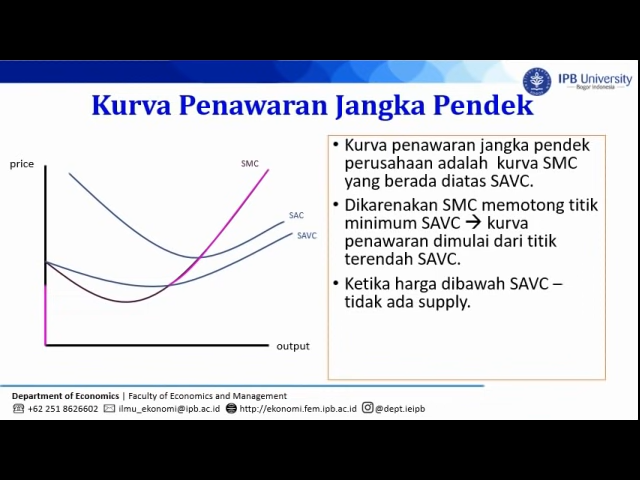 IPB University
Bogor Indonesia
Kurva Penawaran Jangka Pendek
price
SMC
SAC
SAVC
output
• Kurva penawaran jangka pendek
perusahaan adalah kurva SMC
yang berada diatas SAVC.
• Dikarenakan SMC memotong titik
minimum SAVC → kurva
penawaran dimulai dari titik
terendah SAVC.
• Ketika harga dibawah SAVC –
tidak ada supply.
Department of Economics | Faculty of Economics and Management
+62 251 8626602 ilmu_ekonomi@ipb.ac.id http://ekonomi.fem.ipb.ac.id @dept.ieipb